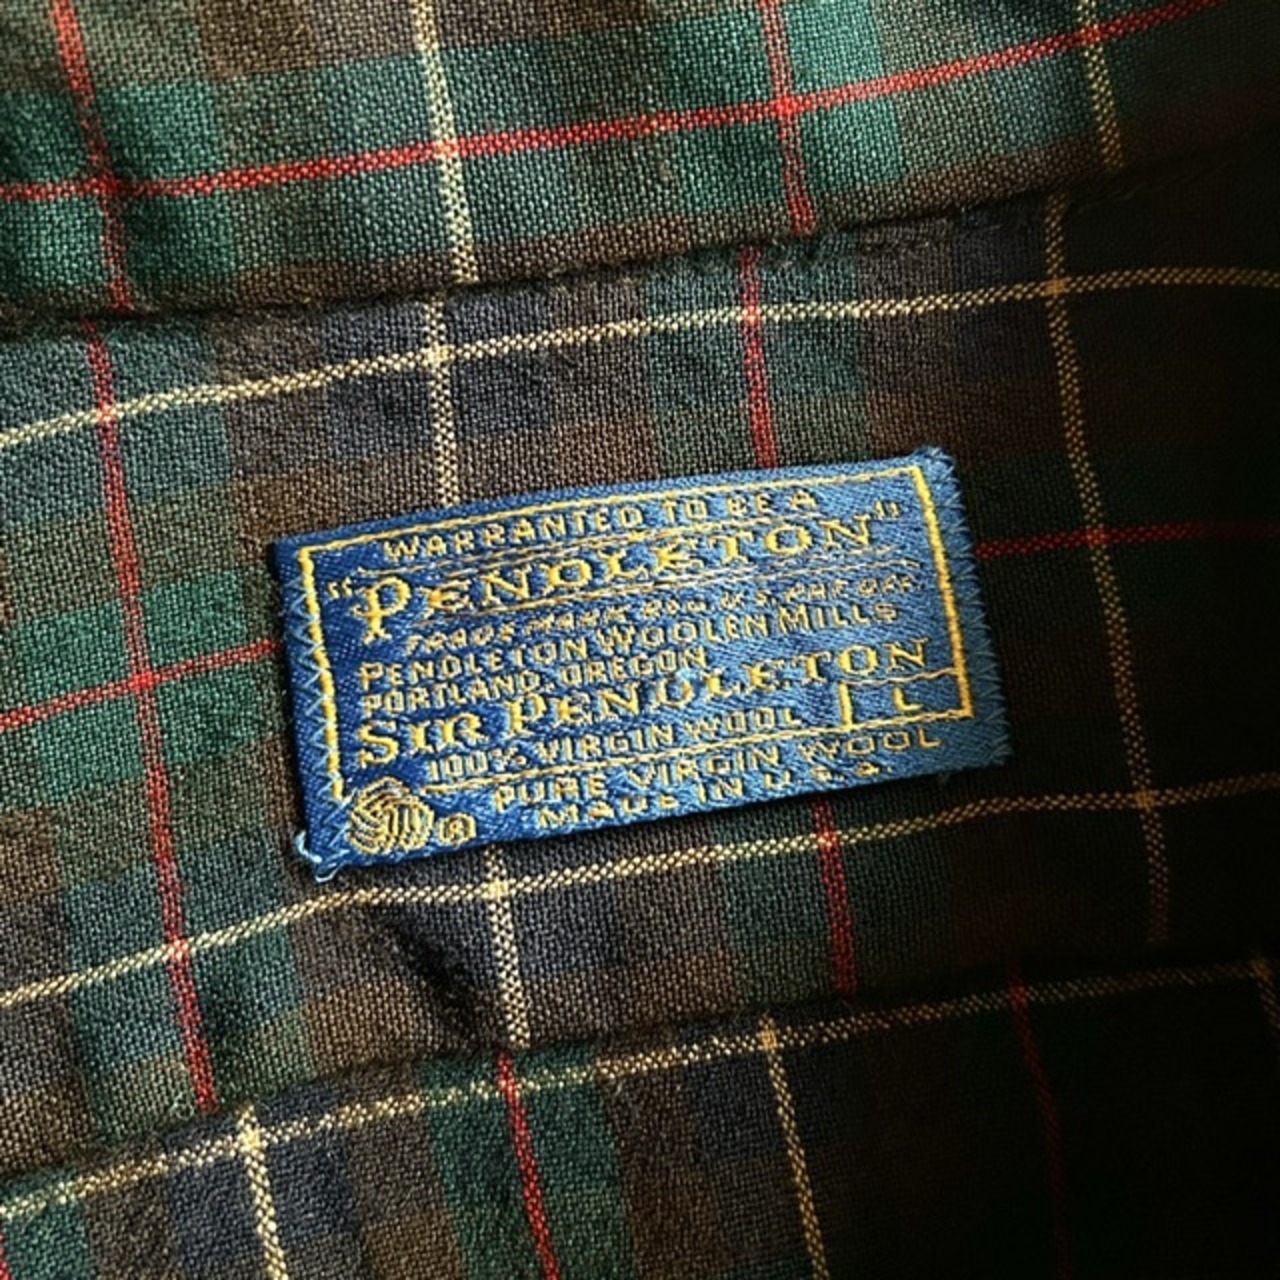 WARRANTED TO BE A
"PENDLETON"
TRADE MARK REG. U.S. PAT. OFF.
PENDLETON WOOLEN MILLS
PORTLAND, OREGON
SIR PENDLETON
100% VIRGIN WOOL L
PURE VIRGIN WOOL
® MADE IN U.S.A.